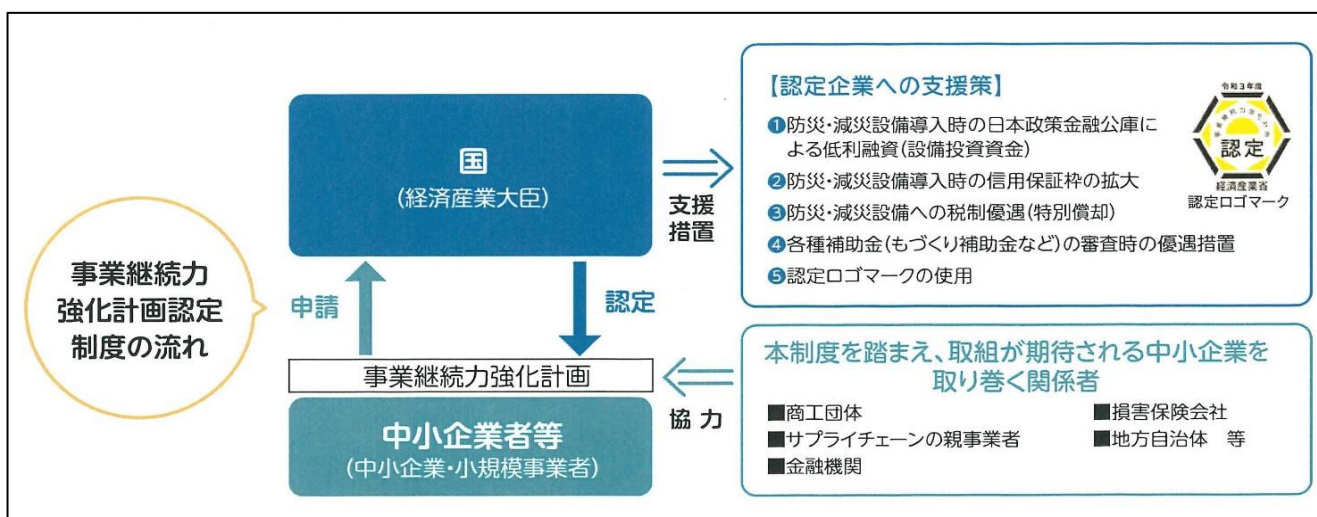 事業継続力
強化計画認定
制度の流れ
国
(経済産業大臣)
申請
認定
事業継続力強化計画
中小企業者等
(中小企業・小規模事業者)
支援
措置
協 力
【認定企業への支援策】
❶防災・減災設備導入時の日本政策金融公庫に
よる低利融資(設備投資資金)
❷防災・減災設備導入時の信用保証枠の拡大
❸防災・減災設備への税制優遇(特別償却)
❹各種補助金(もづくり補助金など)の審査時の優遇措置
❺認定ロゴマークの使用
令和3年度
認定
経済産業省
認定ロゴマーク
本制度を踏まえ、取組が期待される中小企業を
取り巻く関係者
■商工団体
■サプライチェーンの親事業者
■金融機関
■損害保険会社
■地方自治体 等